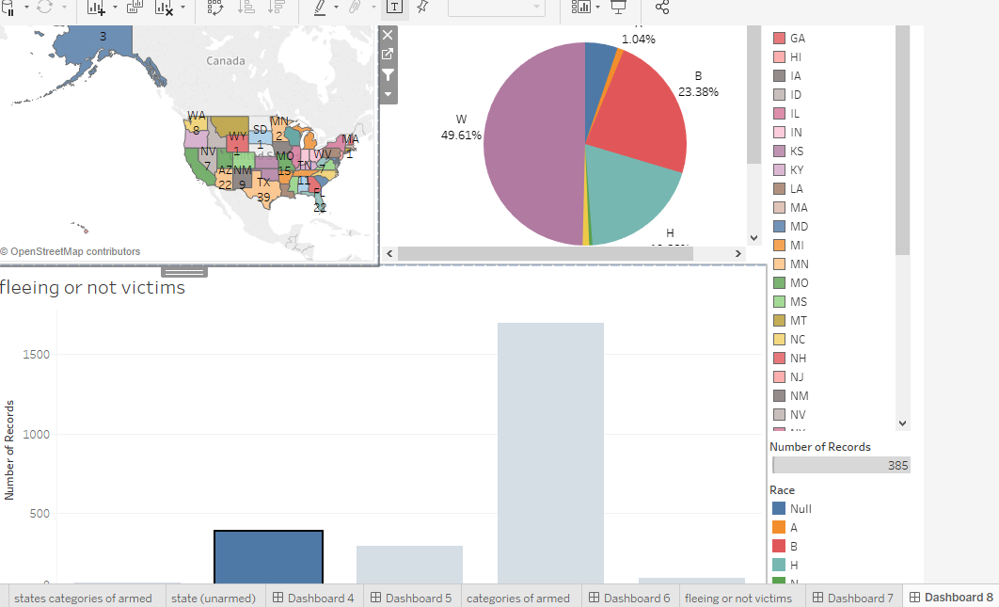 T
3
Canada
WA
8
MN
2
SD
1
WY
1
MA
1
NV
7
MO
15
WV
7
TN
11
AZ
22
NM
9
TX
39
FL
22
© OpenStreetMap contributors
1.04%
B
23.38%
W
49.61%
H
GA
HI
IA
ID
IL
IN
KS
KY
LA
MA
MD
MI
MN
MO
MS
MT
NC
NH
NJ
NM
NV
fleeing or not victims
Number of Records
1500
1000
500
0
Number of Records
385
Race
Null
A
B
H
states categories of armed
state (unarmed)
Dashboard 4
Dashboard 5
categories of armed
Dashboard 6
fleeing or not victims
Dashboard 7
Dashboard 8